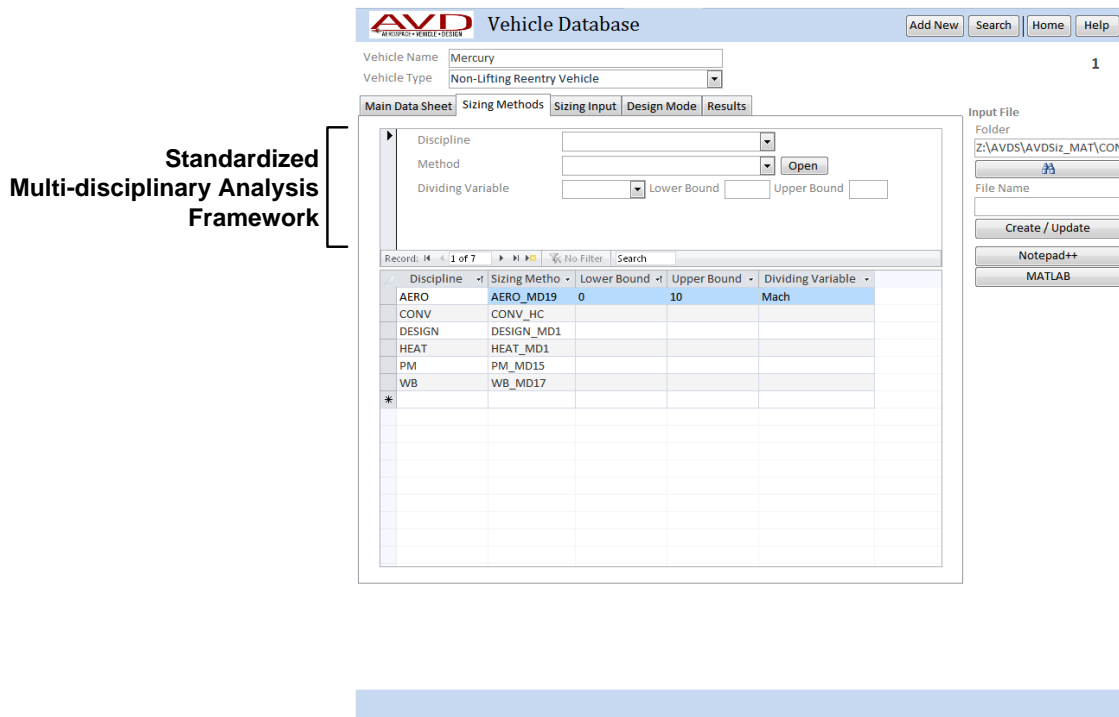 AVD
AEROSPACE • VEHICLE • DESIGN
Vehicle Database
Add New Search Home Help
Vehicle Name Mercury
Vehicle Type Non-Lifting Reentry Vehicle
1
Main Data Sheet Sizing Methods Sizing Input Design Mode Results
Input File
Folder
Z:\AVDS\AVDSiz_MAT\CON
File Name
Create / Update
Notepad++
MATLAB
Standardized
Multi-disciplinary Analysis
Framework
Discipline
Method Open
Dividing Variable Lower Bound Upper Bound
Record: 1 of 7 No Filter Search
Discipline Sizing Metho Lower Bound Upper Bound Dividing Variable
AERO AERO_MD19 0 10 Mach
CONV CONV_HC
DESIGN DESIGN_MD1
HEAT HEAT_MD1
PM PM_MD15
WB WB_MD17